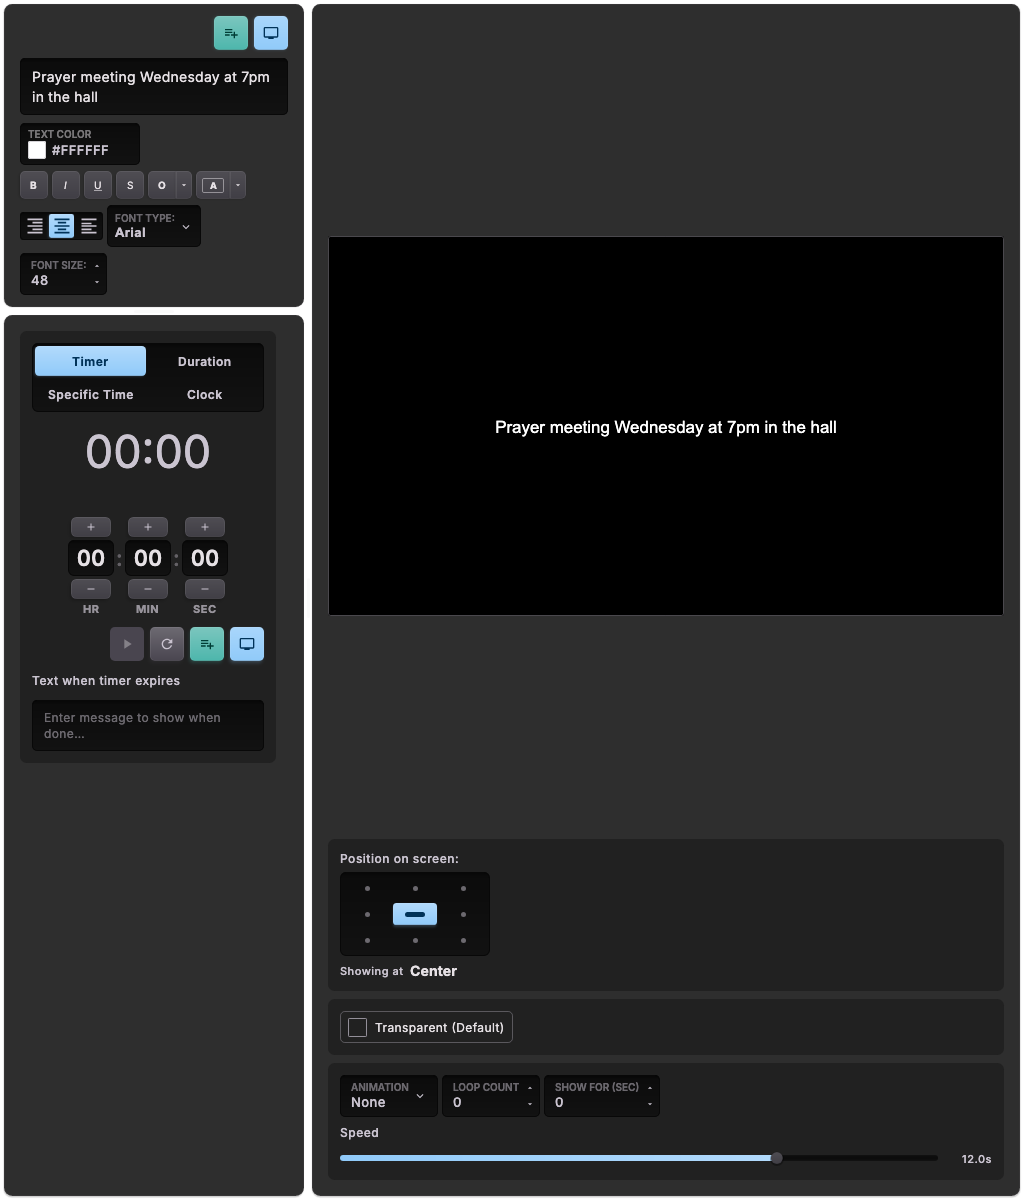 Prayer meeting Wednesday at 7pm
in the hall
TEXT COLOR
#FFFFFF
B I U S O A
FONT TYPE:
Arial
FONT SIZE:
48
Timer Duration
Specific Time Clock
00:00
+ + +
00 : 00 : 00
− − −
HR MIN SEC
Text when timer expires
Enter message to show when
done...
Prayer meeting Wednesday at 7pm in the hall
Position on screen:
Showing at Center
Transparent (Default)
ANIMATION LOOP COUNT SHOW FOR (SEC)
None 0 0
Speed
12.0s